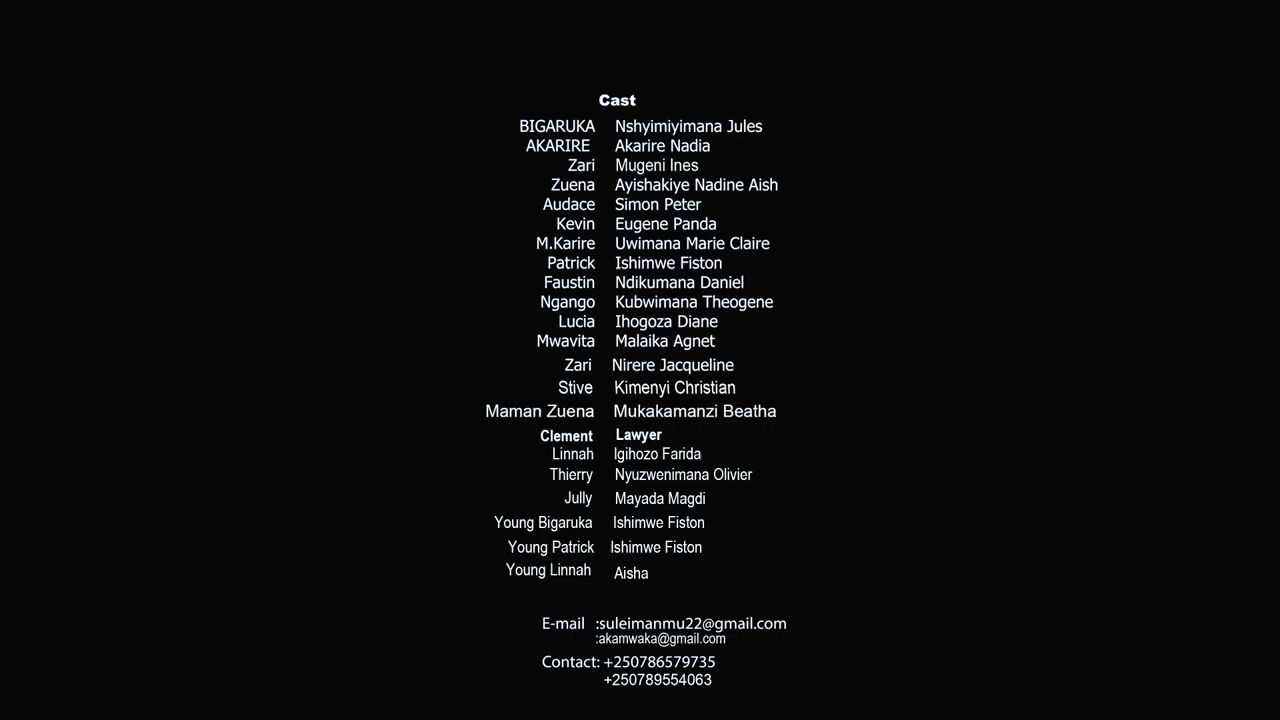 Cast
BIGARUKA Nshyimiyimana Jules
AKARIRE Akarire Nadia
Zari Mugeni Ines
Zuena Ayishakiye Nadine Aish
Audace Simon Peter
Kevin Eugene Panda
M.Karire Uwimana Marie Claire
Patrick Ishimwe Fiston
Faustin Ndikumana Daniel
Ngango Kubwimana Theogene
Lucia Ihogoza Diane
Mwavita Malaika Agnet
Zari Nirere Jacqueline
Stive Kimenyi Christian
Maman Zuena Mukakamanzi Beatha
Clement Lawyer
Linnah Igihozo Farida
Thierry Nyuzwenimana Olivier
Jully Mayada Magdi
Young Bigaruka Ishimwe Fiston
Young Patrick Ishimwe Fiston
Young Linnah Aisha
E-mail :suleimanmu22@gmail.com
:akamwaka@gmail.com
Contact: +250786579735
+250789554063